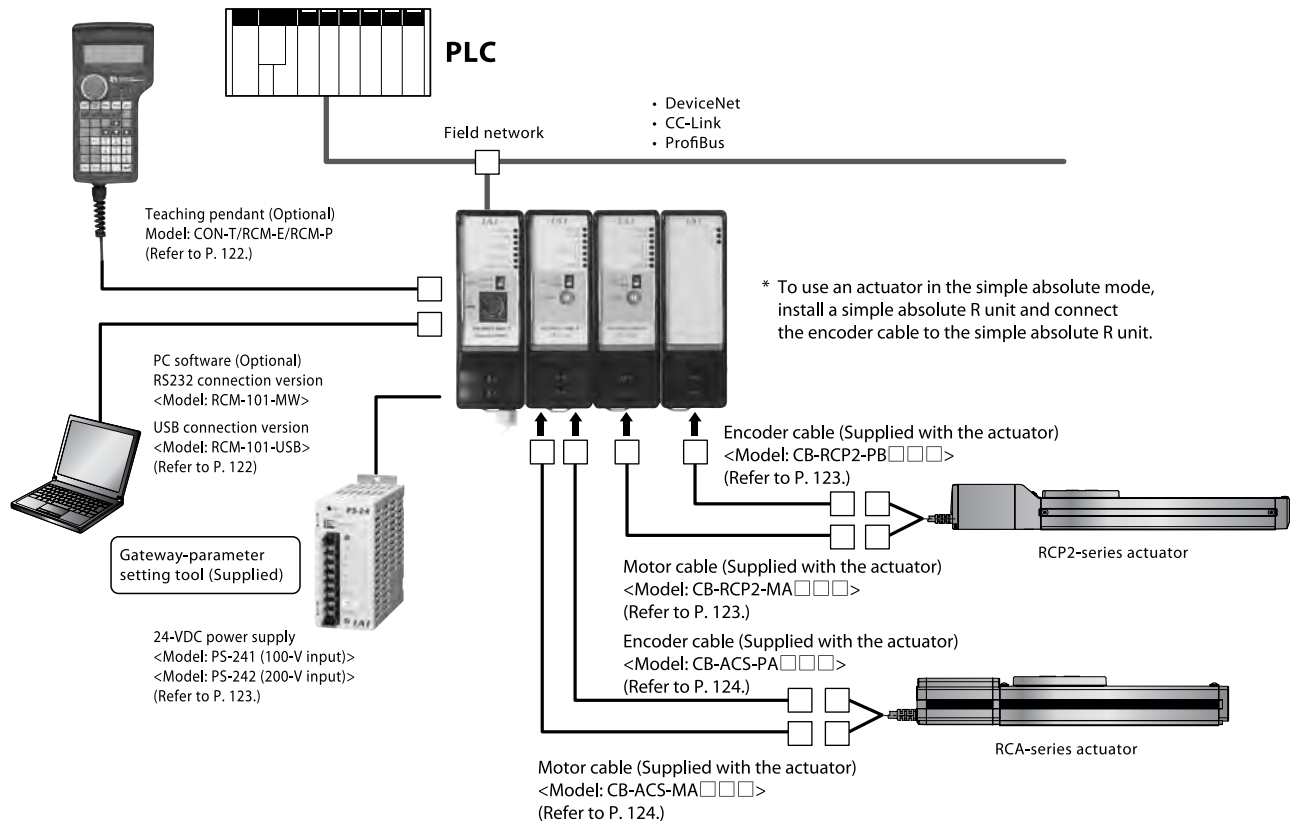 PLC
• DeviceNet
• CC-Link
• ProfiBus
Field network
Teaching pendant (Optional)
Model: CON-T/RCM-E/RCM-P
(Refer to P. 122.)
* To use an actuator in the simple absolute mode,
install a simple absolute R unit and connect
the encoder cable to the simple absolute R unit.
PC software (Optional)
RS232 connection version
<Model: RCM-101-MW>
USB connection version
<Model: RCM-101-USB>
(Refer to P. 122)
Gateway-parameter
setting tool (Supplied)
PS-24
IAI
24-VDC power supply
<Model: PS-241 (100-V input)>
<Model: PS-242 (200-V input)>
(Refer to P. 123.)
Encoder cable (Supplied with the actuator)
<Model: CB-RCP2-PB□□□>
(Refer to P. 123.)
RCP2-series actuator
Motor cable (Supplied with the actuator)
<Model: CB-RCP2-MA□□□>
(Refer to P. 123.)
Encoder cable (Supplied with the actuator)
<Model: CB-ACS-PA□□□>
(Refer to P. 124.)
RCA-series actuator
Motor cable (Supplied with the actuator)
<Model: CB-ACS-MA□□□>
(Refer to P. 124.)